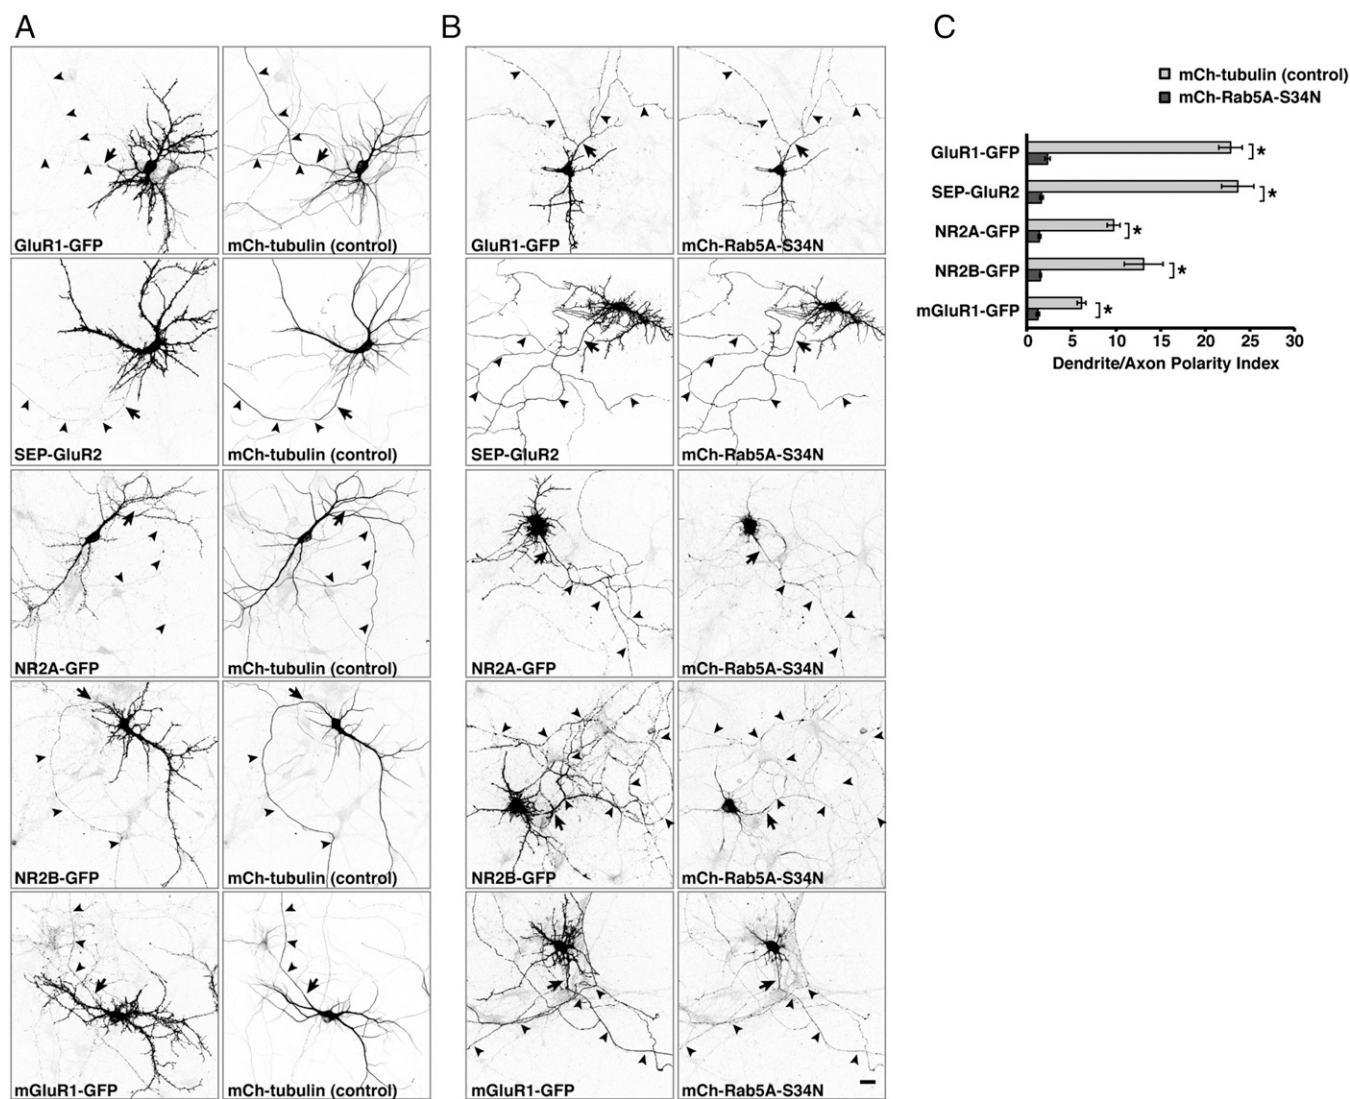 A
B
C
GluR1-GFP
mCh-tubulin (control)
SEP-GluR2
mCh-tubulin (control)
NR2A-GFP
mCh-tubulin (control)
NR2B-GFP
mCh-tubulin (control)
mGluR1-GFP
mCh-tubulin (control)
GluR1-GFP
mCh-Rab5A-S34N
SEP-GluR2
mCh-Rab5A-S34N
NR2A-GFP
mCh-Rab5A-S34N
NR2B-GFP
mCh-Rab5A-S34N
mGluR1-GFP
mCh-Rab5A-S34N
mCh-tubulin (control)
mCh-Rab5A-S34N
GluR1-GFP *
SEP-GluR2 *
NR2A-GFP *
NR2B-GFP *
mGluR1-GFP *
0 5 10 15 20 25 30
Dendrite/Axon Polarity Index